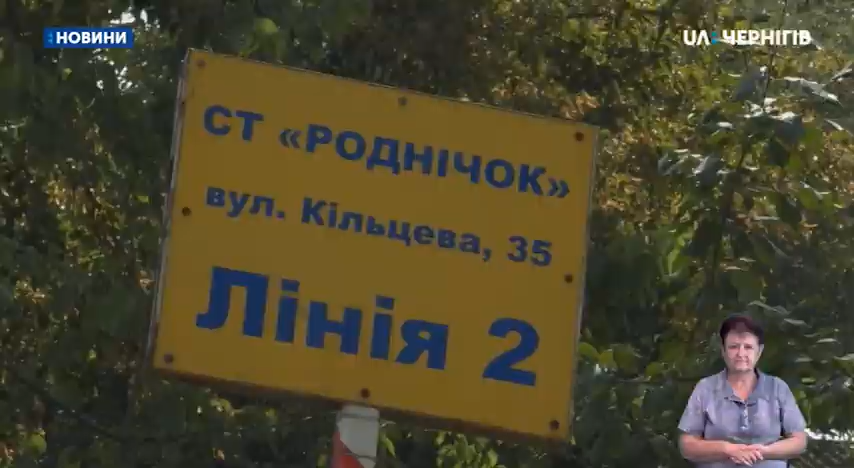 НОВИНИ
UA: ЧЕРНІГІВ
СТ «РОДНІЧОК»
вул. Кільцева, 35
Лінія 2